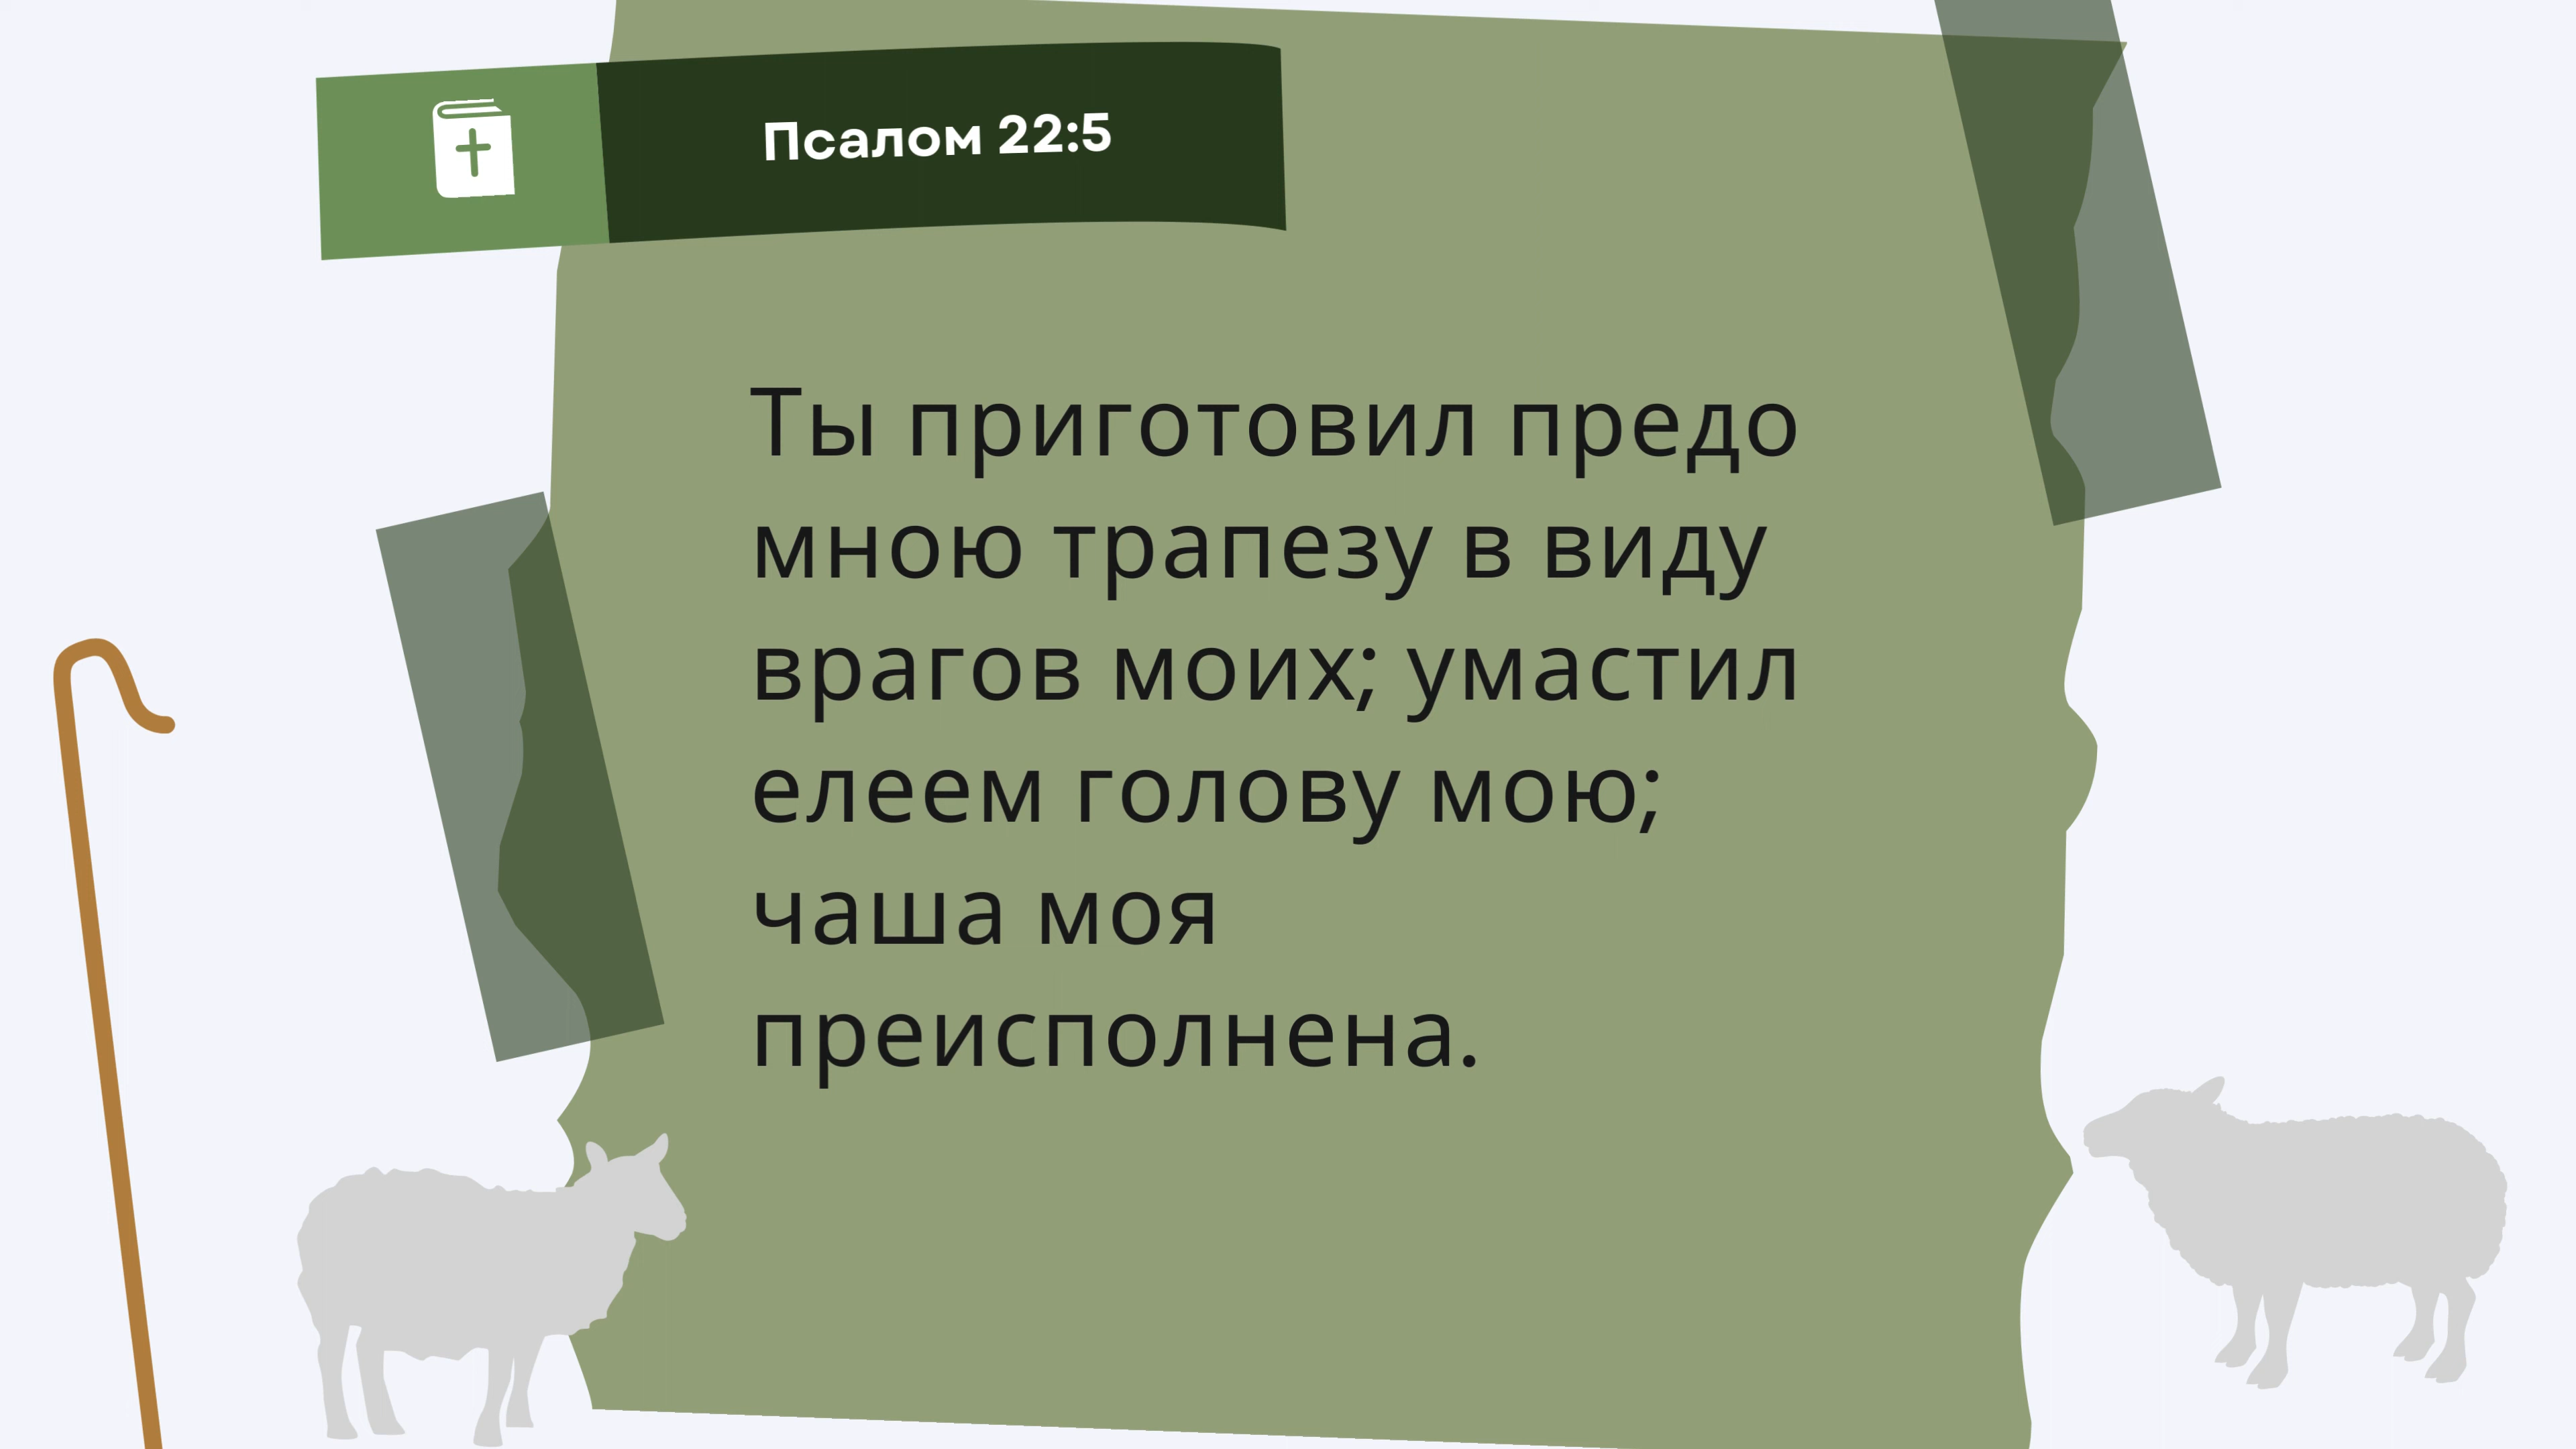 Псалом 22:5
Ты приготовил предо
мною трапезу в виду
врагов моих; умастил
елеем голову мою;
чаша моя
преисполнена.